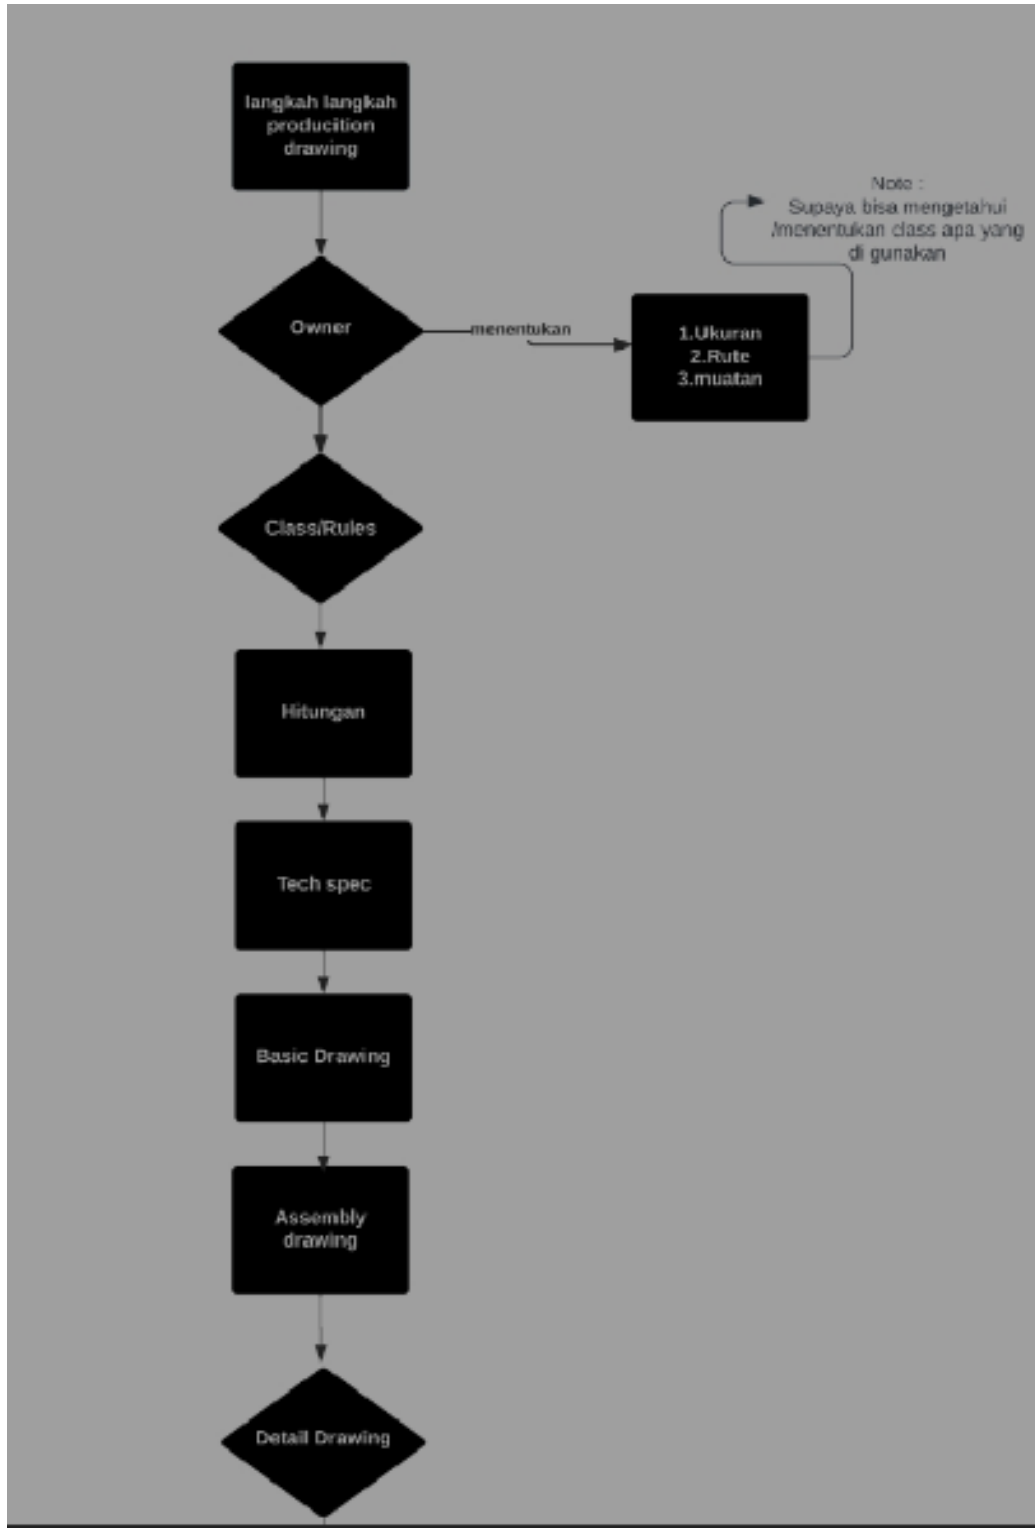 langkah langkah
producition
drawing
Note :
Supaya bisa mengetahui
/menentukan class apa yang
di gunakan
Owner
menentukan
1.Ukuran
2.Rute
3.muatan
Class/Rules
Hitungan
Tech spec
Basic Drawing
Assembly
drawing
Detail Drawing